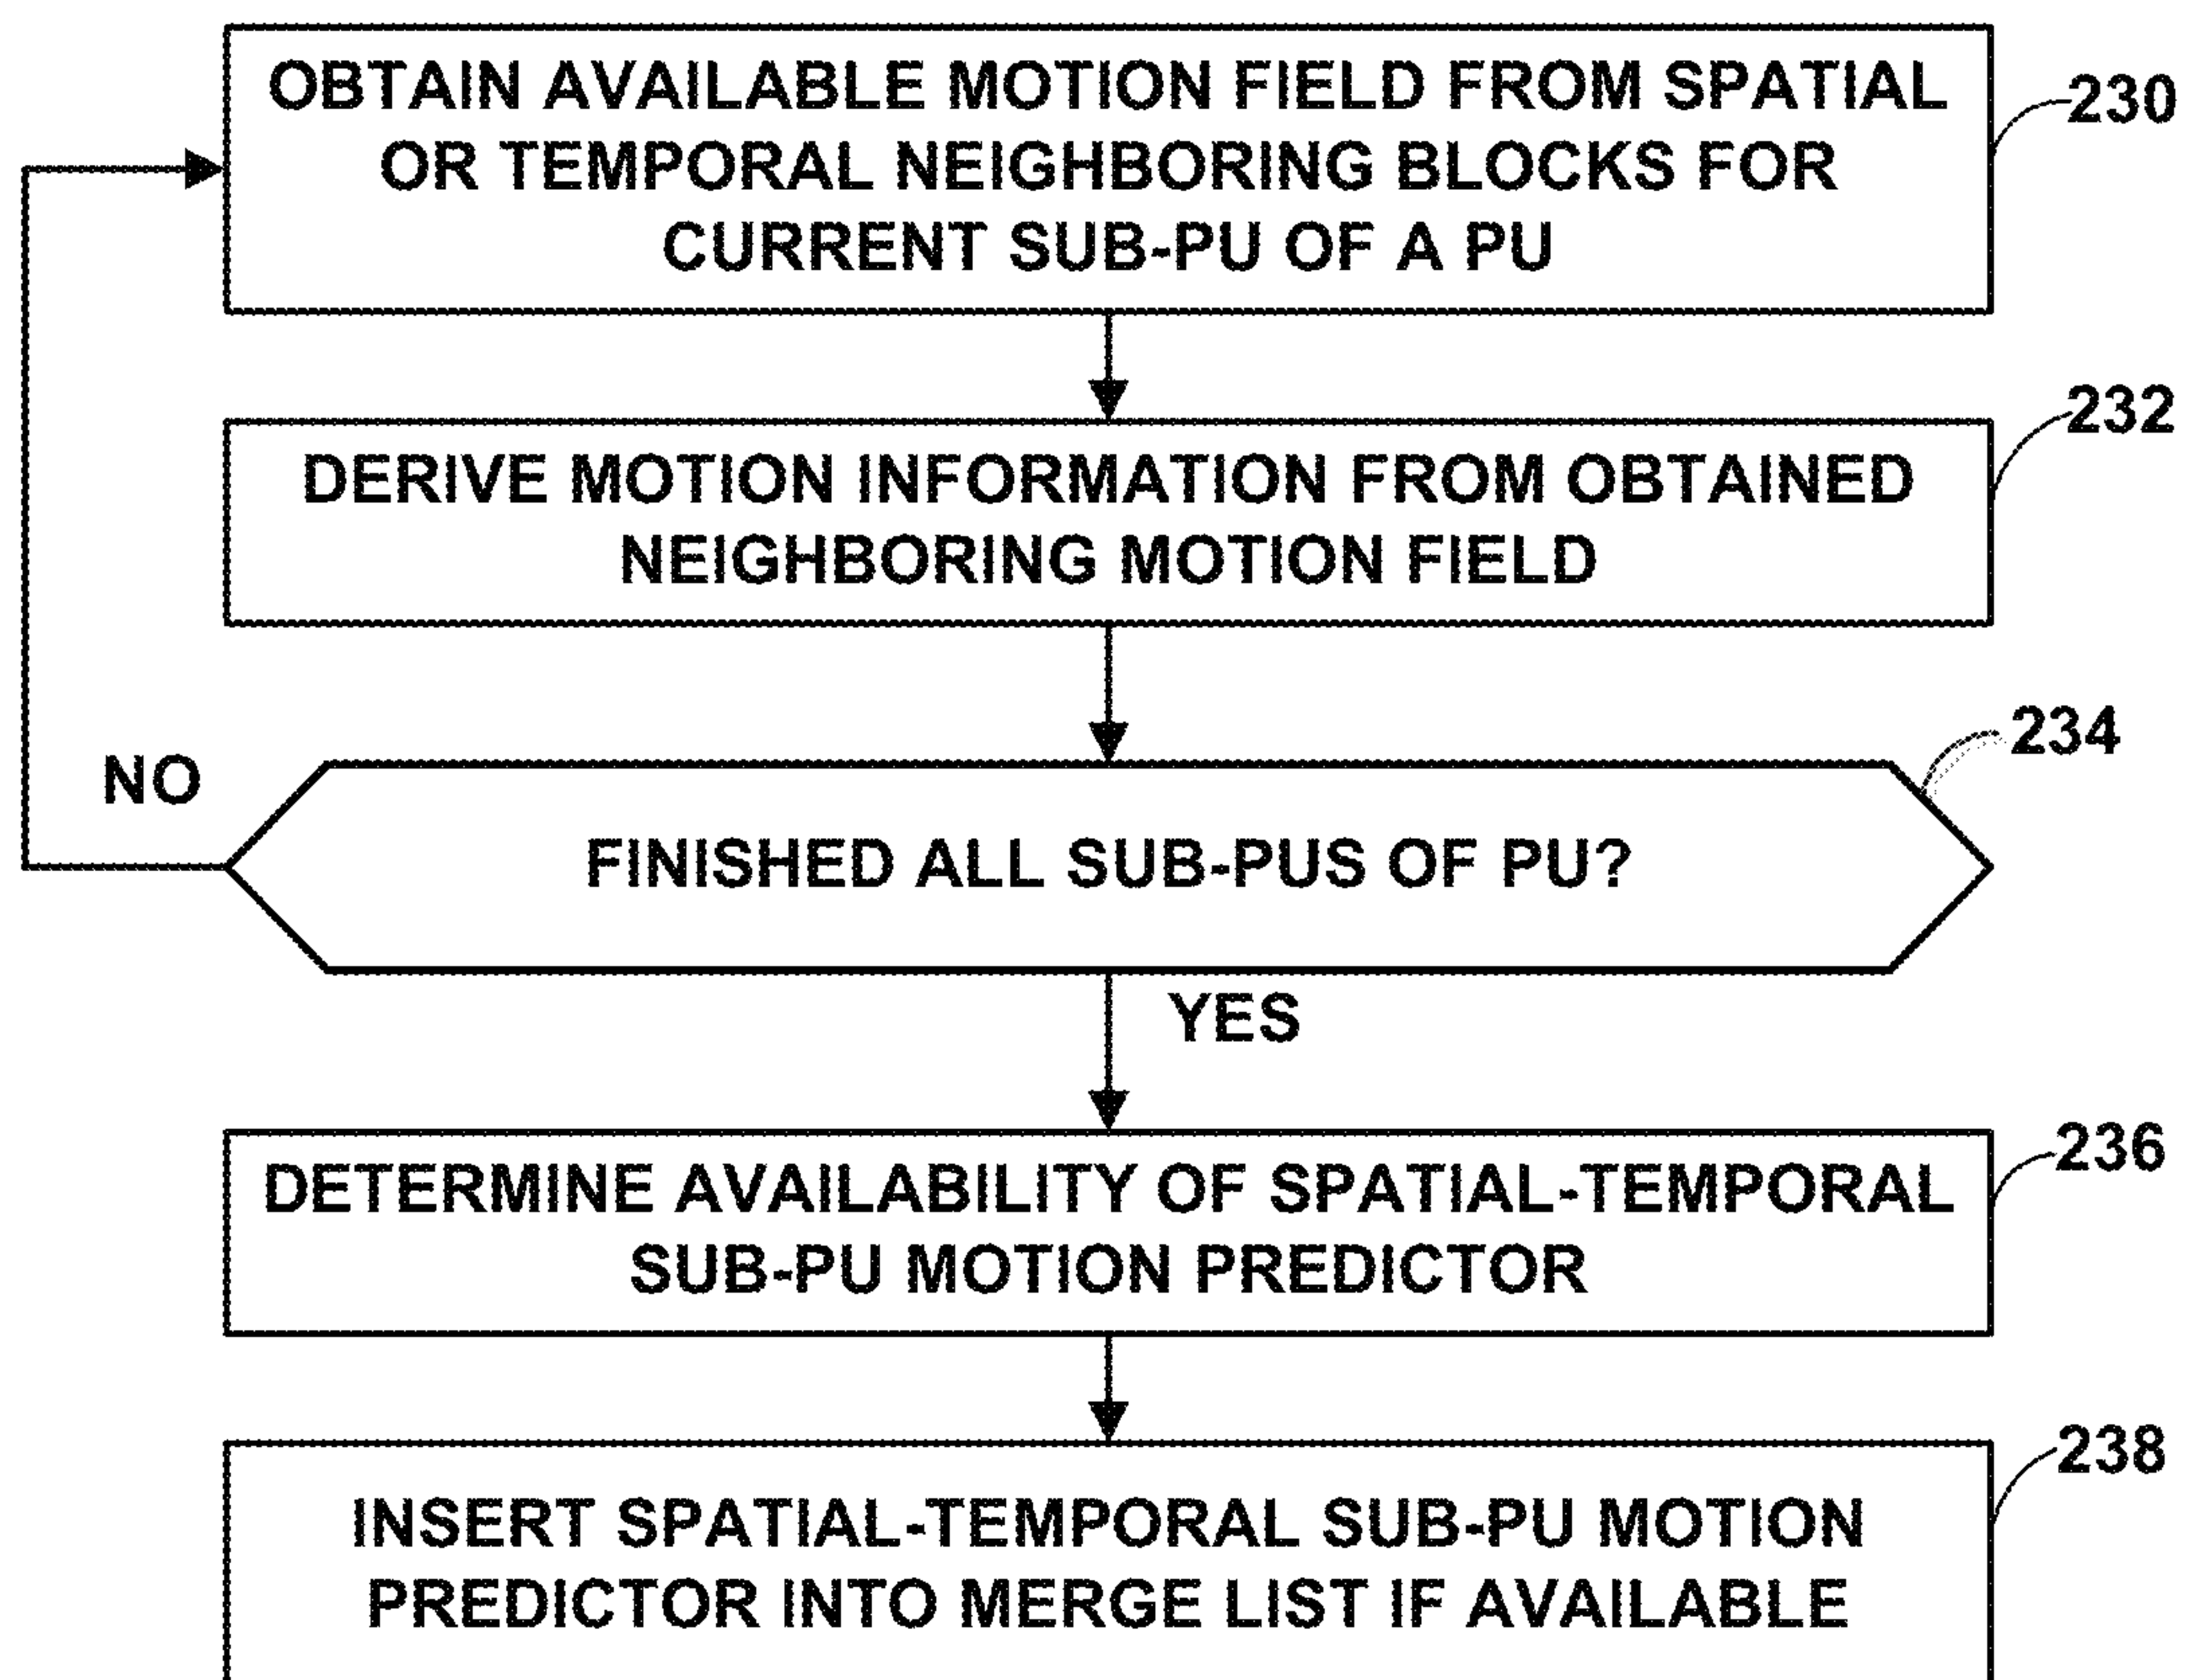 OBTAIN AVAILABLE MOTION FIELD FROM SPATIAL
OR TEMPORAL NEIGHBORING BLOCKS FOR
CURRENT SUB-PU OF A PU
230
DERIVE MOTION INFORMATION FROM OBTAINED
NEIGHBORING MOTION FIELD
232
NO
FINISHED ALL SUB-PUS OF PU?
234
YES
DETERMINE AVAILABILITY OF SPATIAL-TEMPORAL
SUB-PU MOTION PREDICTOR
236
INSERT SPATIAL-TEMPORAL SUB-PU MOTION
PREDICTOR INTO MERGE LIST IF AVAILABLE
238